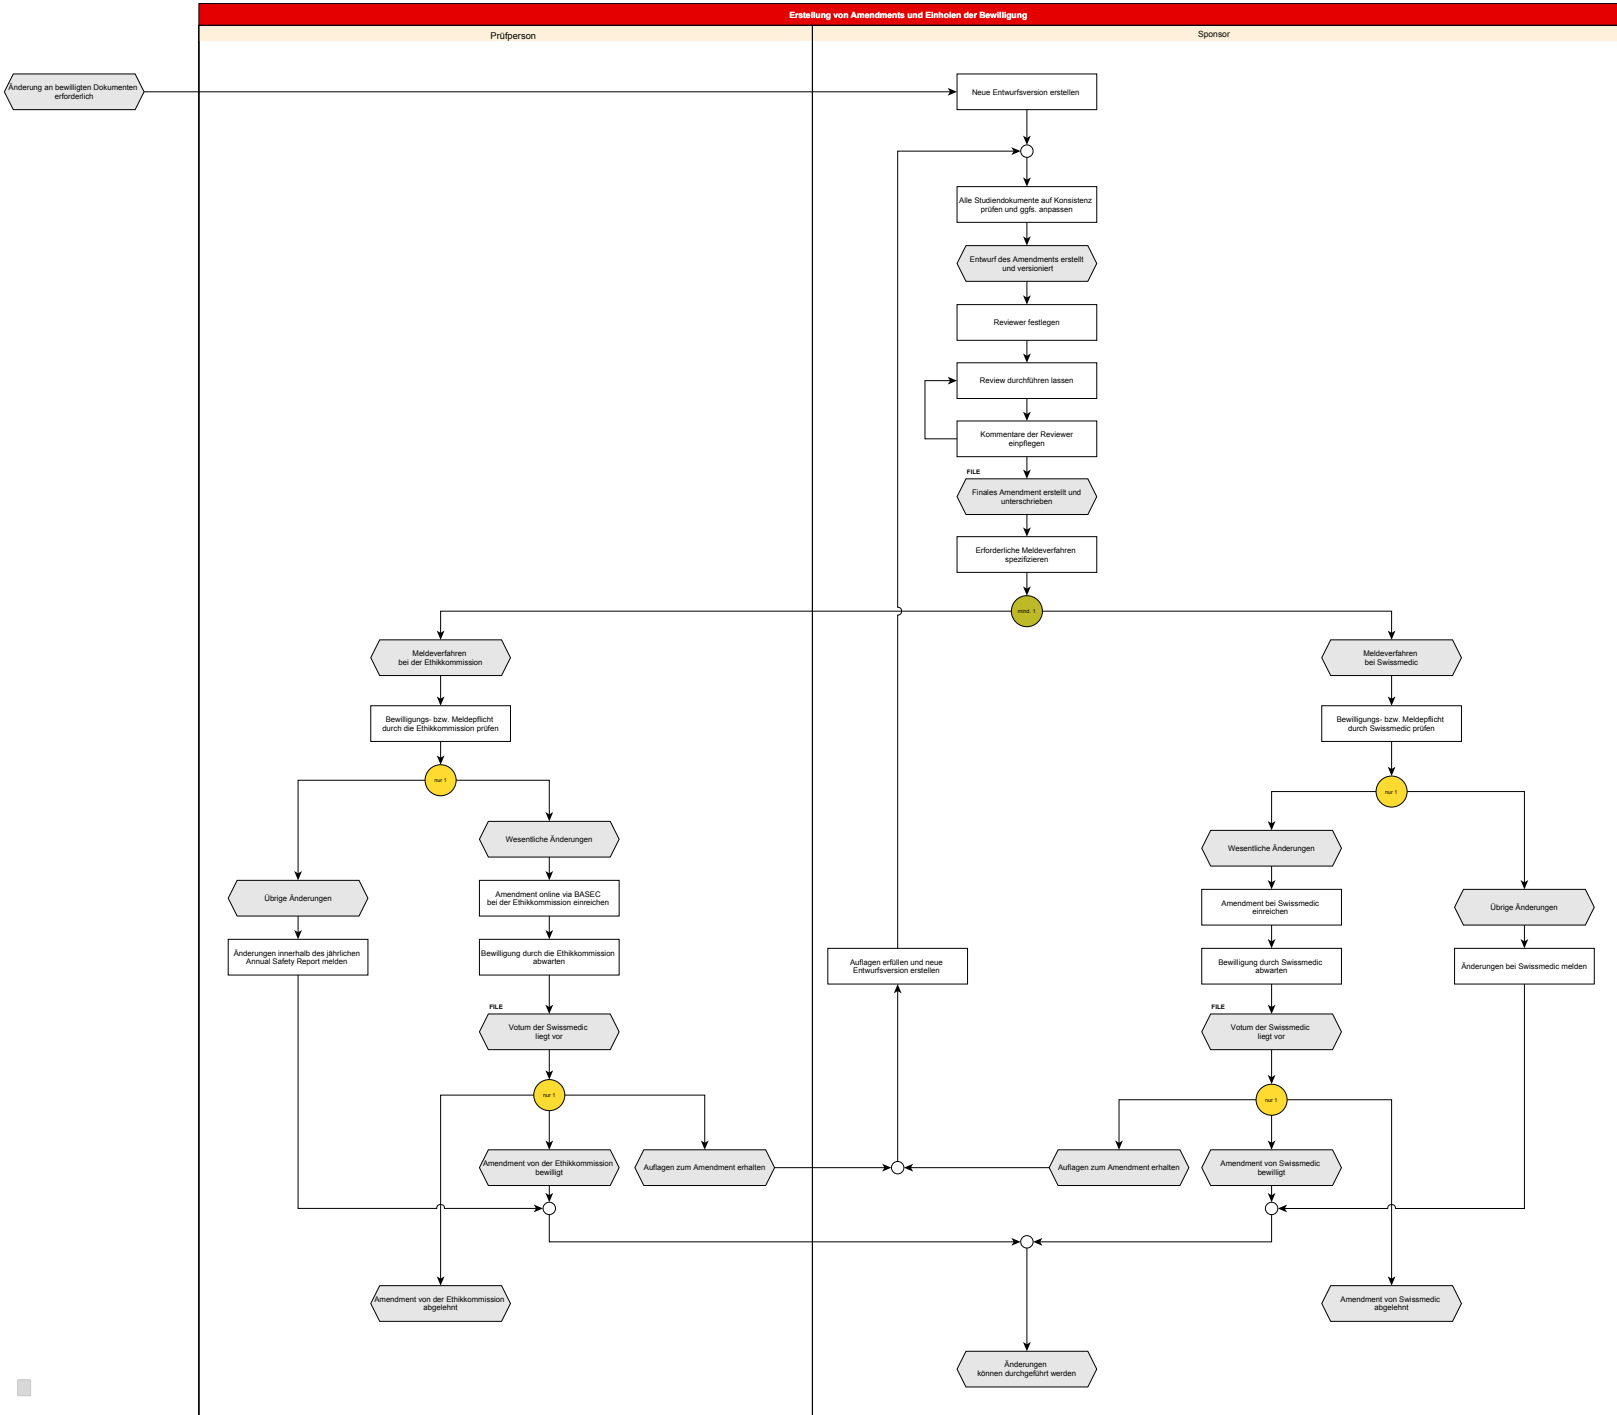 Erstellung von Amendments und Einholen der Bewilligung
Prüfperson
Sponsor
Änderung an bewilligten Dokumenten
erforderlich
Neue Entwurfsversion erstellen
Alle Studiendokumente auf Konsistenz
prüfen und ggfs. anpassen
Entwurf des Amendments erstellt
und versioniert
Reviewer festlegen
Review durchführen lassen
Kommentare der Reviewer
einpflegen
FILE
Finales Amendment erstellt und
unterschrieben
Erforderliche Meldeverfahren
spezifizieren
mind. 1
Meldeverfahren
bei der Ethikkommission
Meldeverfahren
bei Swissmedic
Bewilligungs- bzw. Meldepflicht
durch die Ethikkommission prüfen
Bewilligungs- bzw. Meldepflicht
durch Swissmedic prüfen
nur 1
nur 1
Wesentliche Änderungen
Wesentliche Änderungen
Übrige Änderungen
Amendment online via BASEC
bei der Ethikkommission einreichen
Amendment bei Swissmedic
einreichen
Übrige Änderungen
Änderungen innerhalb des jährlichen
Annual Safety Report melden
Bewilligung durch die Ethikkommission
abwarten
Auflagen erfüllen und neue
Entwurfsversion erstellen
Bewilligung durch Swissmedic
abwarten
Änderungen bei Swissmedic melden
FILE
Votum der Swissmedic
liegt vor
FILE
Votum der Swissmedic
liegt vor
nur 1
nur 1
Amendment von der Ethikkommission
bewilligt
Auflagen zum Amendment erhalten
Auflagen zum Amendment erhalten
Amendment von Swissmedic
bewilligt
Amendment von der Ethikkommission
abgelehnt
Amendment von Swissmedic
abgelehnt
Änderungen
können durchgeführt werden